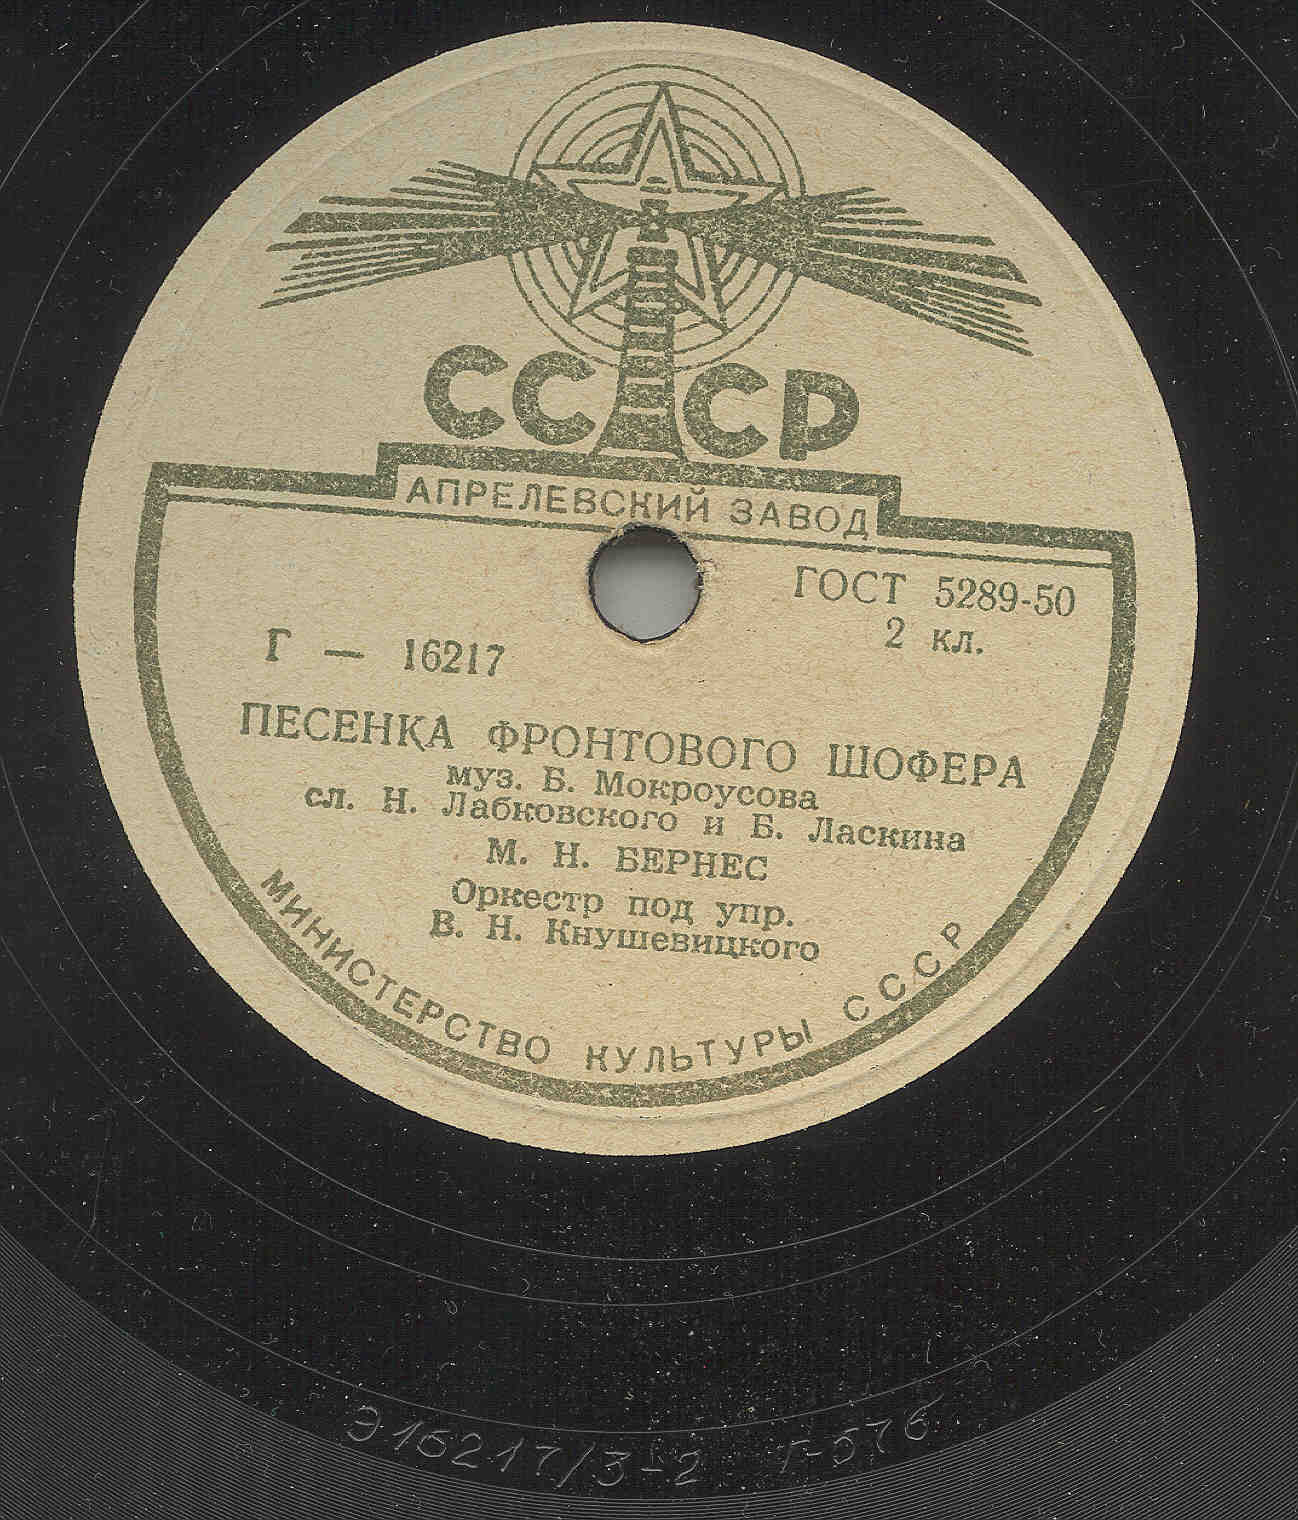 СССР
АПРЕЛЕВСКИЙ ЗАВОД
ГОСТ 5289-50
2 кл.
Г — 16217
ПЕСЕНКА ФРОНТОВОГО ШОФЕРА
муз. Б. Мокроусова
сл. Н. Лабковского и Б. Ласкина
М. Н. БЕРНЕС
Оркестр под упр.
В. Н. Кнушевицкого
МИНИСТЕРСТВО КУЛЬТУРЫ СССР
Э16217/3-2 Г-576